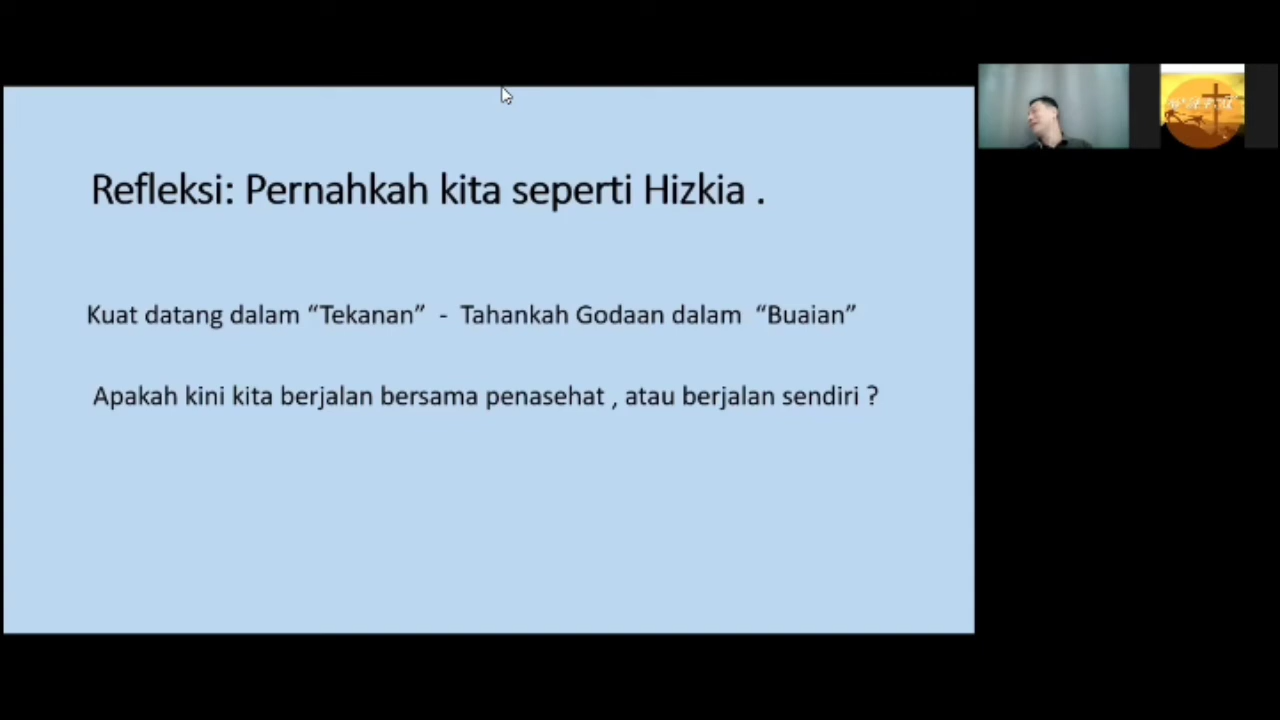 Refleksi: Pernahkah kita seperti Hizkia .
Kuat datang dalam “Tekanan” - Tahankah Godaan dalam “Buaian”
Apakah kini kita berjalan bersama penasehat , atau berjalan sendiri ?